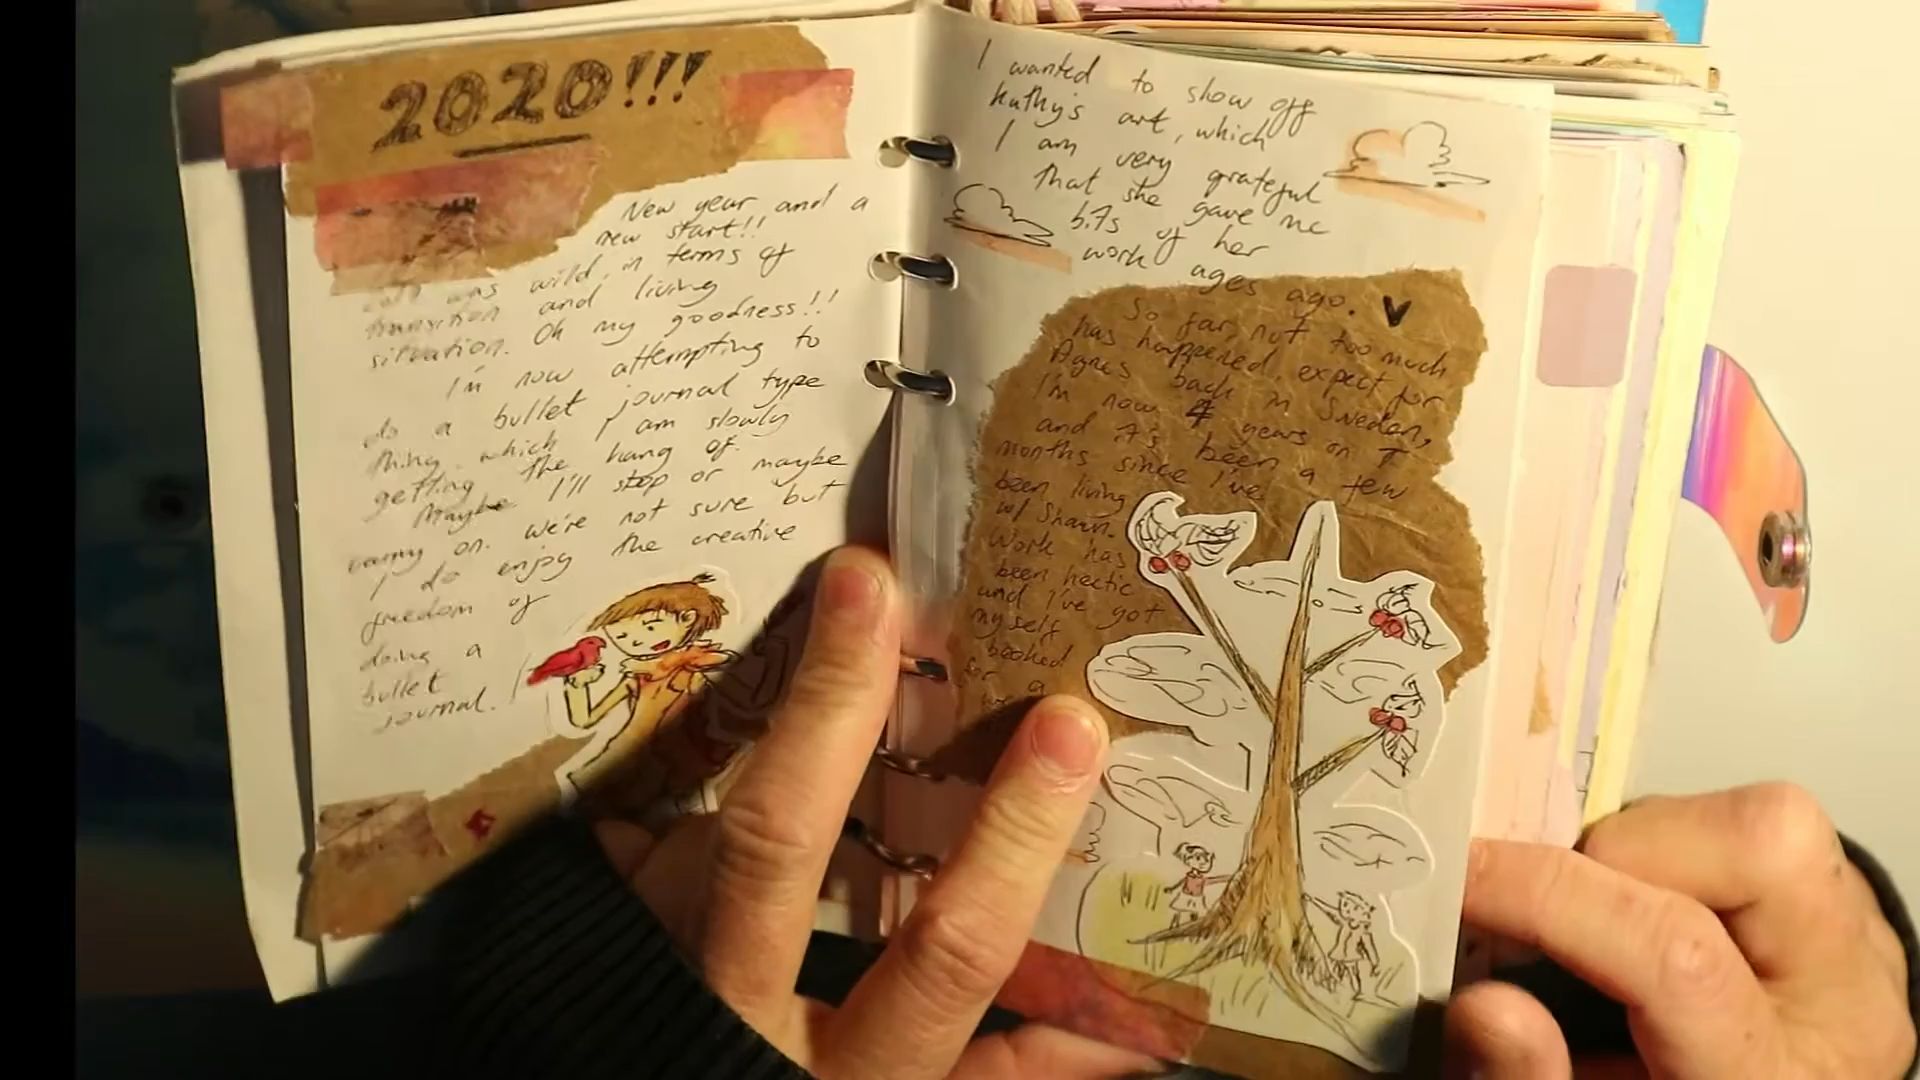 2020!!!
New year and a
new start!!
was wild, in terms of
transition and living
situation. Oh my goodness!!
I'm now attempting to
do a bullet journal type
thing. which I am slowly
getting the hang of.
Maybe I'll stop or maybe
carry on. we're not sure but
I do enjoy the creative
freedom of
doing a
bullet
journal.
I wanted to show off
Kathy's art, which
I am very grateful
that she gave me
bits of her
work ages ago.
So far, not too much
has happened, expect for
Agnes back in Sweden,
I'm now 4 years on T
and it's been a few
months since I've
been living
w/ Shaun.
Work has
been hectic
and I've got
myself
booked
for a